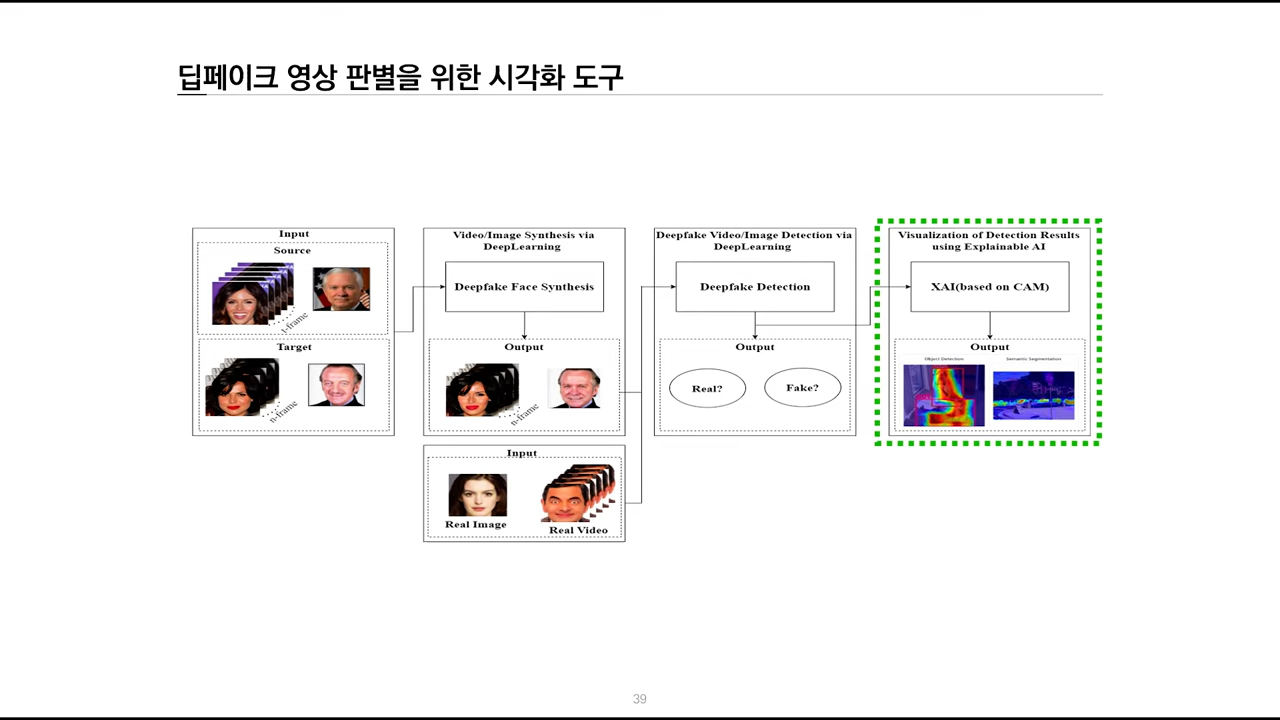 딥페이크 영상 판별을 위한 시각화 도구
Input
Source
t-frame
Target
n-frame
Video/Image Synthesis via
DeepLearning
Deepfake Face Synthesis
Output
n-frame
Input
Real Image
Real Video
Deepfake Video/Image Detection via
DeepLearning
Deepfake Detection
Output
Real?
Fake?
Visualization of Detection Results
using Explainable AI
XAI(based on CAM)
Output
Object Detection
Semantic Segmentation
39